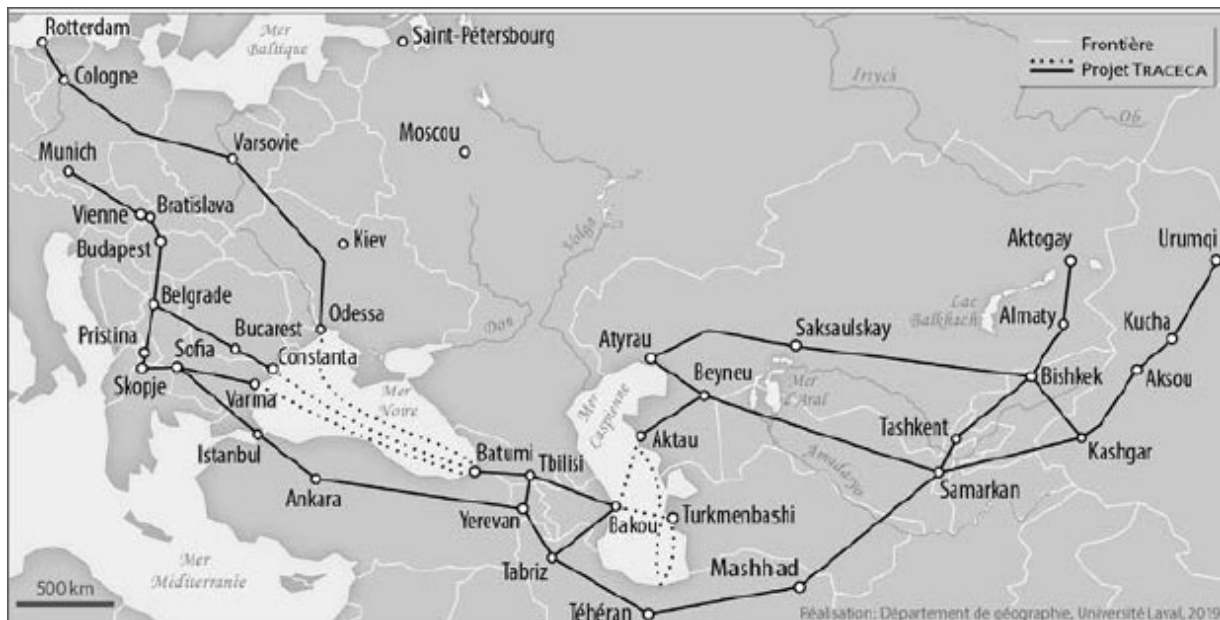 Rotterdam
Mer
Baltique
Saint-Pétersbourg
Frontière
Projet TRACECA
Cologne
Irtych
Ob
Varsovie
Moscou
Munich
Volga
Vienne
Bratislava
Kiev
Budapest
Aktogay
Urumqi
Belgrade
Odessa
Don
Lac
Balkhach
Almaty
Kucha
Pristina
Bucarest
Saksaulskay
Sofia
Constanta
Atyrau
Beyneu
Bishkek
Aksou
Skopje
Varina
Mer
Noire
Mer
Caspienne
Mer
d'Aral
Tashkent
Aktau
Kashgar
Istanbul
Batumi
Tbilisi
Amudaryo
Samarkan
Ankara
Yerevan
Bakou
Turkmenbashi
Mer
Méditerranée
Tabriz
Mashhad
500 km
Téhéran
Réalisation: Département de géographie, Université Laval, 2019